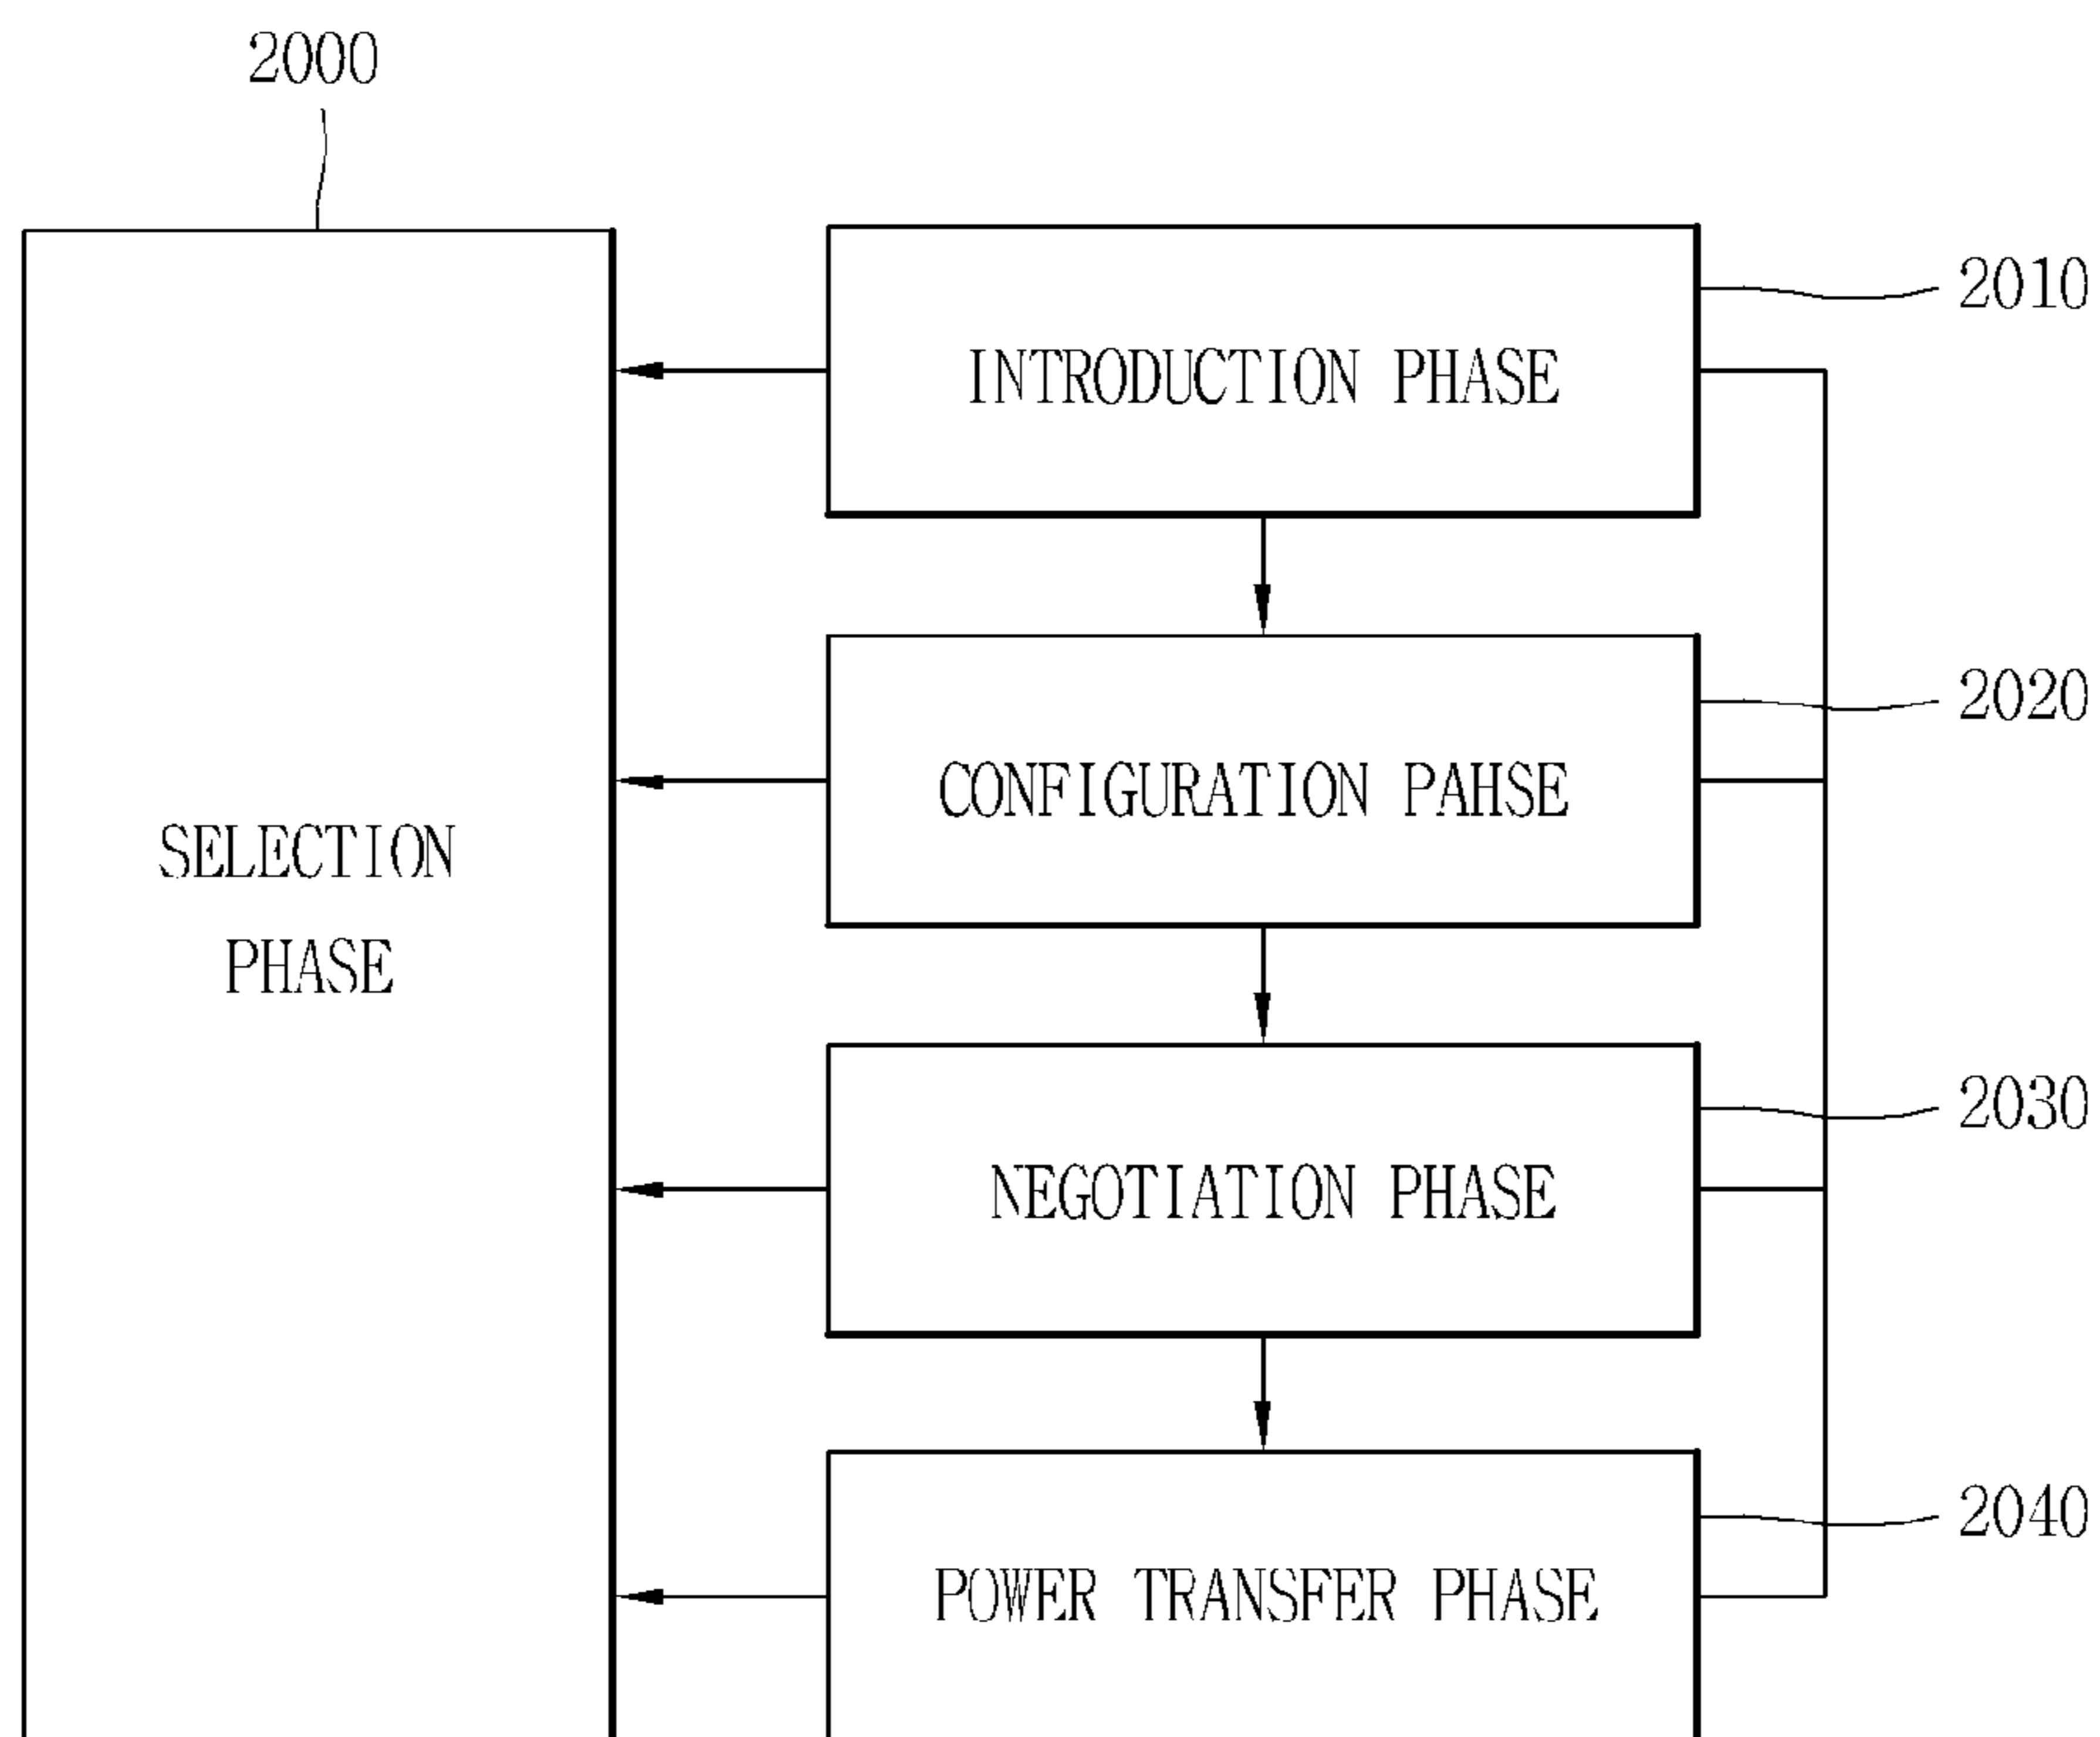 2000
2010
INTRODUCTION PHASE
2020
CONFIGURATION PAHSE
SELECTION
PHASE
2030
NEGOTIATION PHASE
2040
POWER TRANSFER PHASE